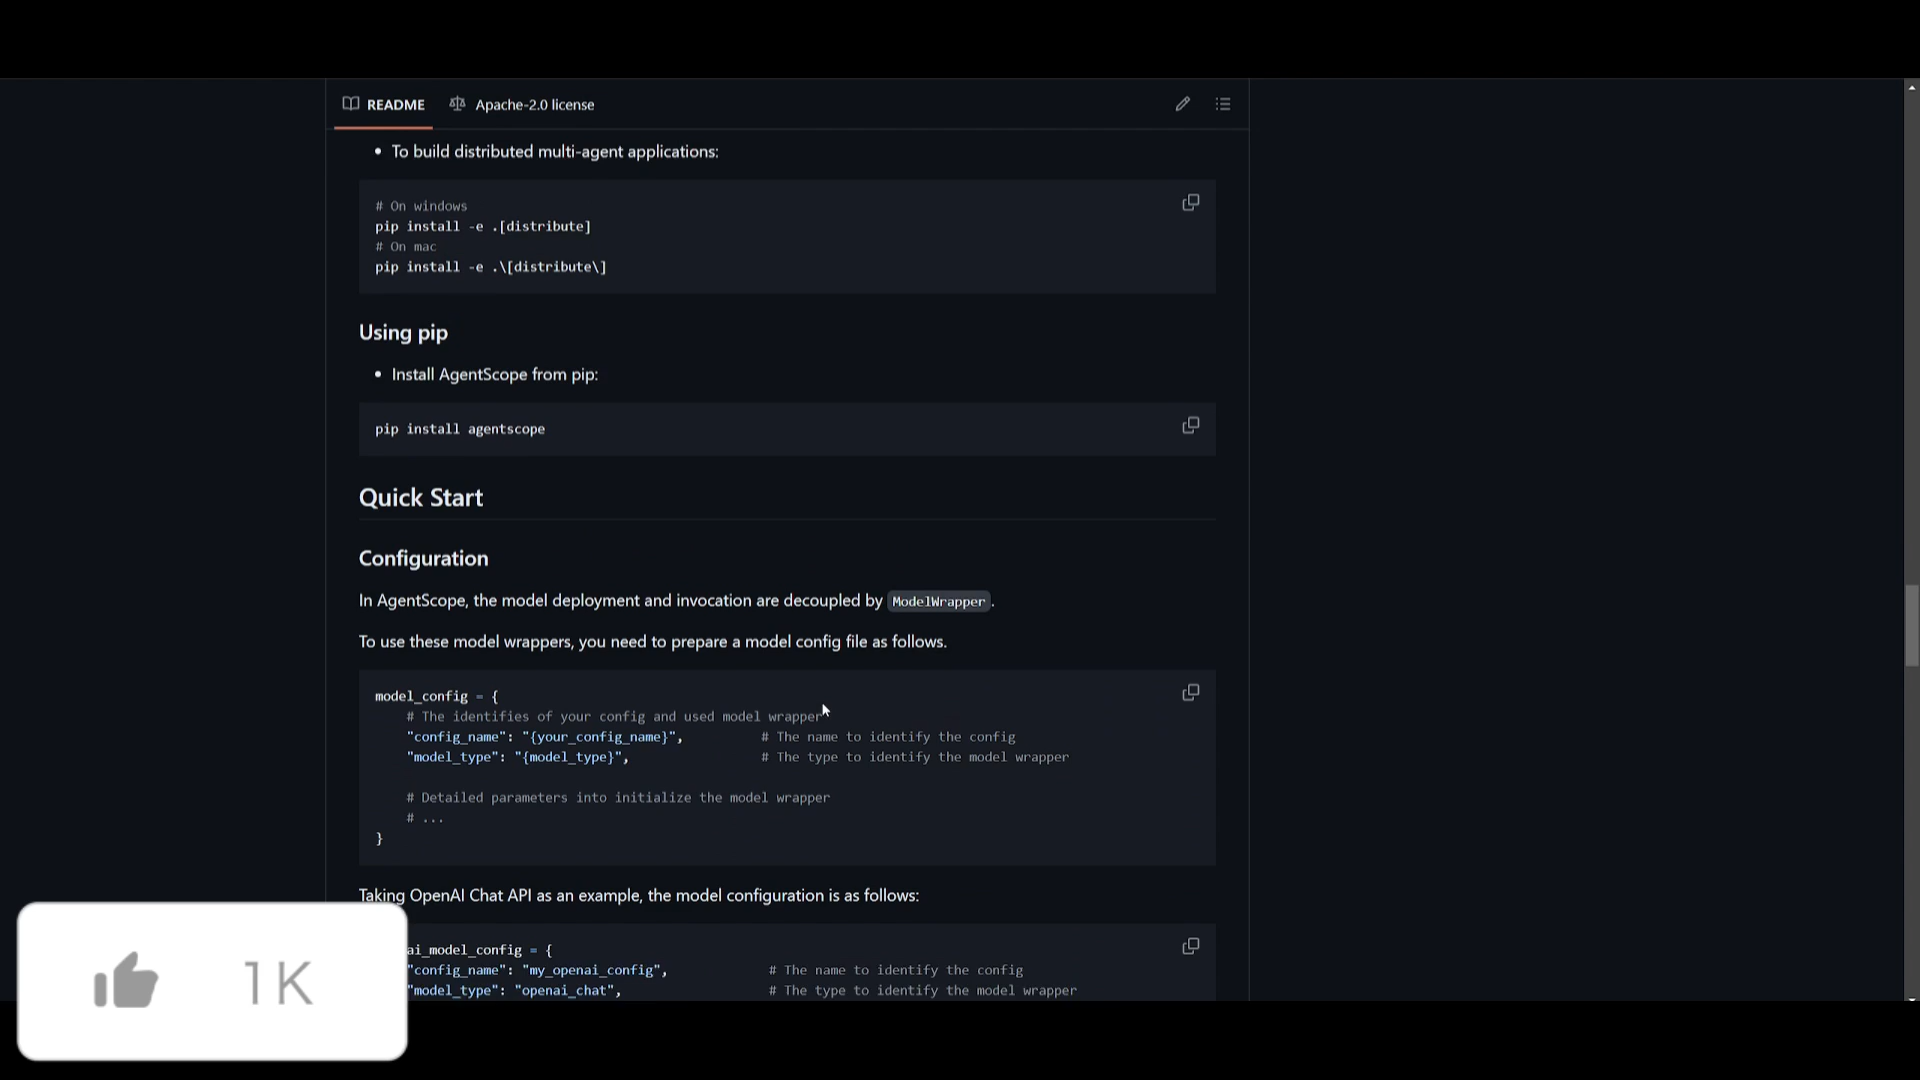 README
Apache-2.0 license
To build distributed multi-agent applications:
# On windows
pip install -e .[distribute]
# On mac
pip install -e .\[distribute\]
Using pip
Install AgentScope from pip:
pip install agentscope
Quick Start
Configuration
In AgentScope, the model deployment and invocation are decoupled by ModelWrapper.
To use these model wrappers, you need to prepare a model config file as follows.
model_config = {
# The identifies of your config and used model wrapper
"config_name": "{your_config_name}", # The name to identify the config
"model_type": "{model_type}", # The type to identify the model wrapper
# Detailed parameters into initialize the model wrapper
# ...
}
Taking OpenAI Chat API as an example, the model configuration is as follows:
ai_model_config = {
"config_name": "my_openai_config", # The name to identify the config
"model_type": "openai_chat", # The type to identify the model wrapper
1K